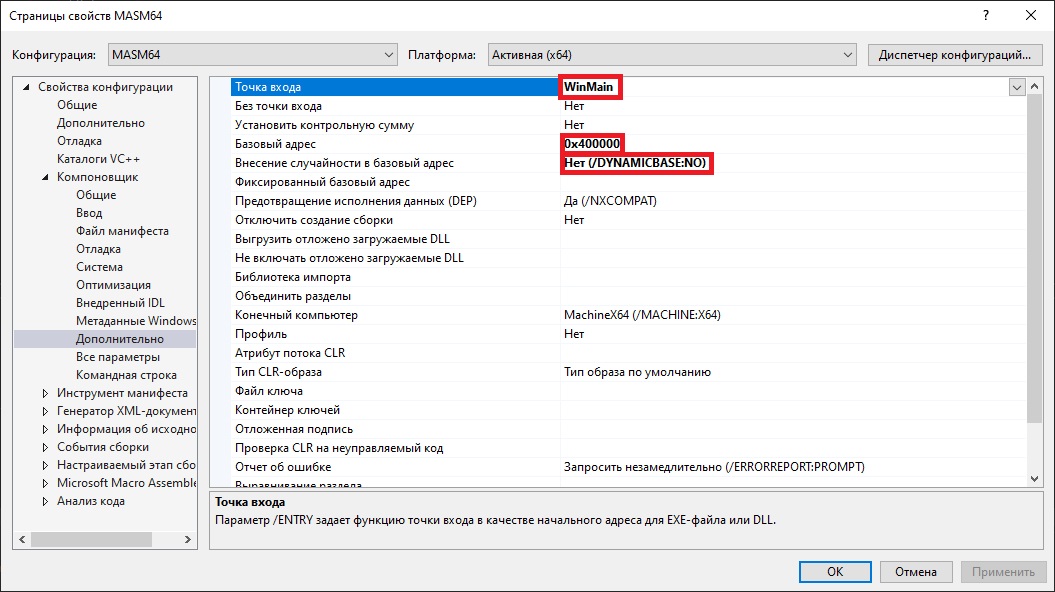 Страницы свойств MASM64
?
Конфигурация: MASM64 Платформа: Активная (x64) Диспетчер конфигураций...
Свойства конфигурации
Общие
Дополнительно
Отладка
Каталоги VC++
Компоновщик
Общие
Ввод
Файл манифеста
Отладка
Система
Оптимизация
Внедренный IDL
Метаданные Windows
Дополнительно
Все параметры
Командная строка
Инструмент манифеста
Генератор XML-документ
Информация об исходно
События сборки
Настраиваемый этап сбо
Microsoft Macro Assemble
Анализ кода
Точка входа WinMain
Без точки входа Нет
Установить контрольную сумму Нет
Базовый адрес 0x400000
Внесение случайности в базовый адрес Нет (/DYNAMICBASE:NO)
Фиксированный базовый адрес
Предотвращение исполнения данных (DEP) Да (/NXCOMPAT)
Отключить создание сборки Нет
Выгрузить отложено загружаемые DLL
Не включать отложено загружаемые DLL
Библиотека импорта
Объединить разделы
Конечный компьютер MachineX64 (/MACHINE:X64)
Профиль Нет
Атрибут потока CLR
Тип CLR-образа Тип образа по умолчанию
Файл ключа
Контейнер ключей
Отложенная подпись
Проверка CLR на неуправляемый код
Отчет об ошибке Запросить незамедлительно (/ERRORREPORT:PROMPT)
Выравнивание раздела
Точка входа
Параметр /ENTRY задает функцию точки входа в качестве начального адреса для EXE-файла или DLL.
ОК Отмена Применить